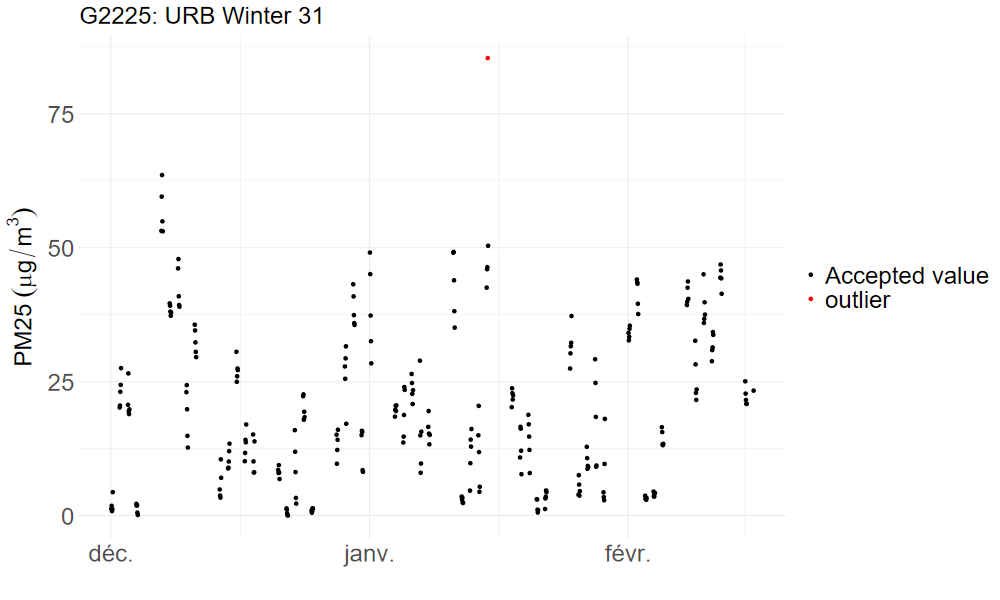 G2225: URB Winter 31
PM25 (μg/m³)
75
50
25
0
déc.
janv.
févr.
Accepted value
outlier